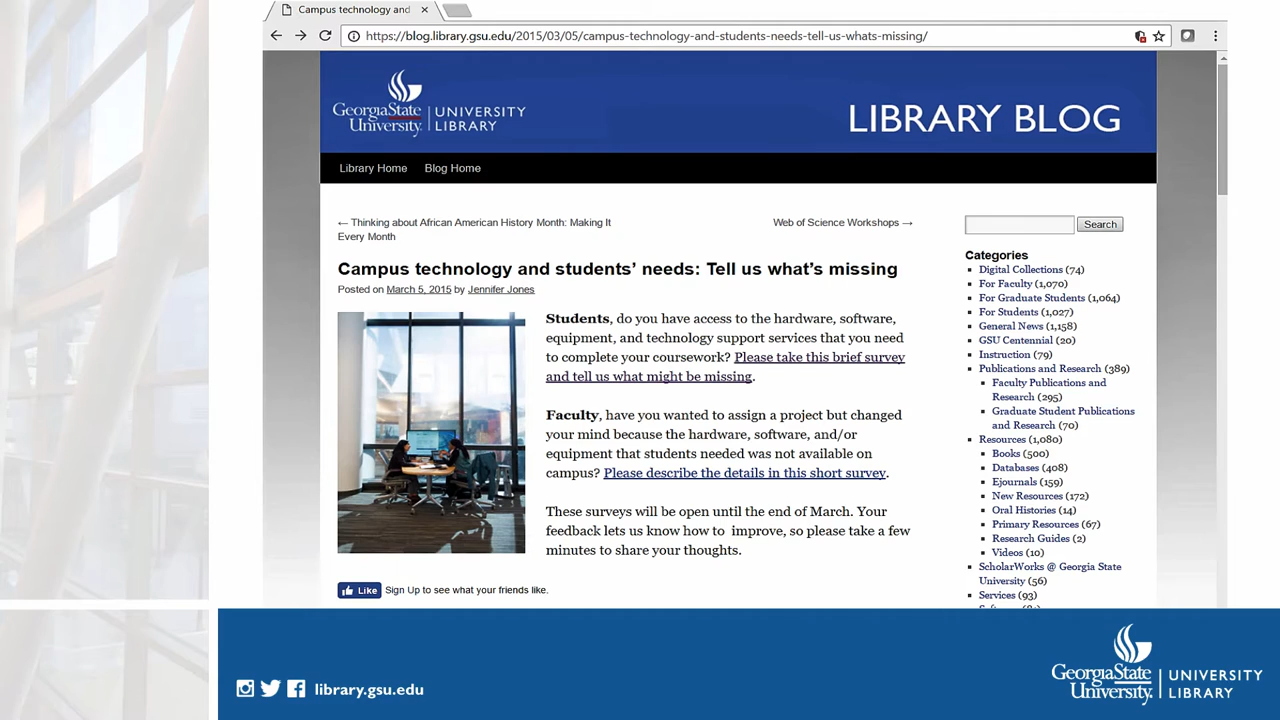 Campus technology and
https://blog.library.gsu.edu/2015/03/05/campus-technology-and-students-needs-tell-us-whats-missing/
GeorgiaState University.
UNIVERSITY LIBRARY
LIBRARY BLOG
Library Home Blog Home
← Thinking about African American History Month: Making It
Every Month
Web of Science Workshops →
Campus technology and students’ needs: Tell us what’s missing
Posted on March 5, 2015 by Jennifer Jones
Students, do you have access to the hardware, software,
equipment, and technology support services that you need
to complete your coursework? Please take this brief survey
and tell us what might be missing.
Faculty, have you wanted to assign a project but changed
your mind because the hardware, software, and/or
equipment that students needed was not available on
campus? Please describe the details in this short survey.
These surveys will be open until the end of March. Your
feedback lets us know how to improve, so please take a few
minutes to share your thoughts.
Like Sign Up to see what your friends like.
Search
Categories
Digital Collections (74)
For Faculty (1,070)
For Graduate Students (1,064)
For Students (1,027)
General News (1,158)
GSU Centennial (20)
Instruction (79)
Publications and Research (389)
Faculty Publications and
Research (295)
Graduate Student Publications
and Research (70)
Resources (1,080)
Books (500)
Databases (408)
Ejournals (159)
New Resources (172)
Oral Histories (14)
Primary Resources (67)
Research Guides (2)
Videos (10)
ScholarWorks @ Georgia State
University (56)
Services (93)
library.gsu.edu
GeorgiaState University.
UNIVERSITY LIBRARY